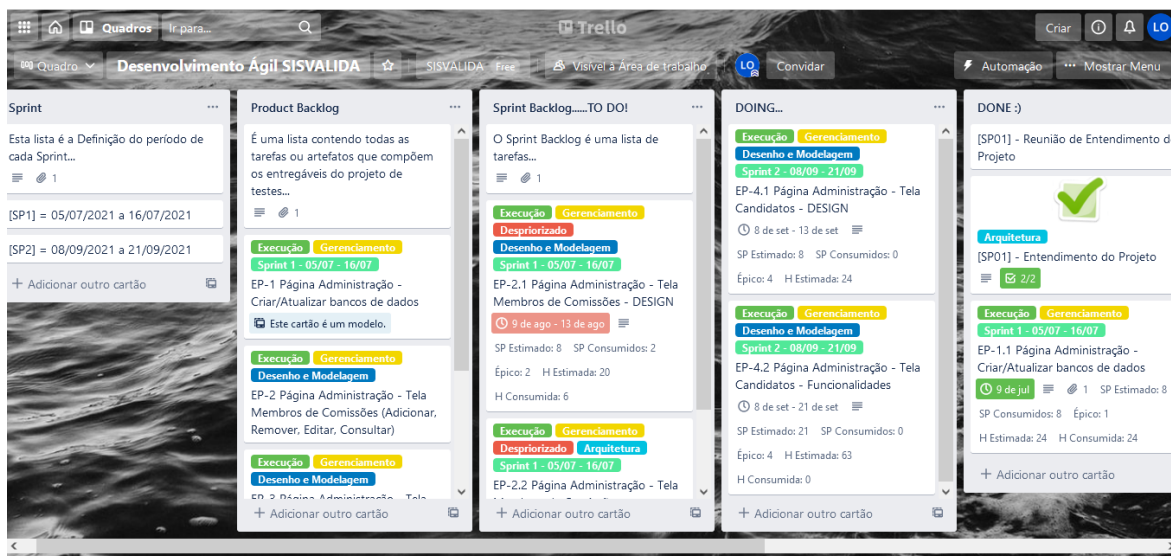 Quadros
Ir para...
Trello
Criar
LO
Quadro
Desenvolvimento Ágil SISVALIDA
SISVALIDA
Free
Visível à Área de trabalho
LO
Convidar
Automação
Mostrar Menu
Sprint
Esta lista é a Definição do período de
cada Sprint...
1
[SP1] = 05/07/2021 a 16/07/2021
[SP2] = 08/09/2021 a 21/09/2021
+ Adicionar outro cartão
Product Backlog
É uma lista contendo todas as
tarefas ou artefatos que compõem
os entregáveis do projeto de
testes...
1
Execução Gerenciamento
Sprint 1 - 05/07 - 16/07
EP-1 Página Administração -
Criar/Atualizar bancos de dados
Este cartão é um modelo.
Execução Gerenciamento
Desenho e Modelagem
EP-2 Página Administração - Tela
Membros de Comissões (Adicionar,
Remover, Editar, Consultar)
Execução Gerenciamento
Desenho e Modelagem
EP-3 Página Administração - Tela
+ Adicionar outro cartão
Sprint Backlog......TO DO!
O Sprint Backlog é uma lista de
tarefas...
1
Execução Gerenciamento
Despriorizado
Desenho e Modelagem
Sprint 1 - 05/07 - 16/07
EP-2.1 Página Administração - Tela
Membros de Comissões - DESIGN
9 de ago - 13 de ago
SP Estimado: 8 SP Consumidos: 2
Épico: 2 H Estimada: 20
H Consumida: 6
Execução Gerenciamento
Despriorizado Arquitetura
Sprint 1 - 05/07 - 16/07
EP-2.2 Página Administração - Tela
+ Adicionar outro cartão
DOING...
Execução Gerenciamento
Desenho e Modelagem
Sprint 2 - 08/09 - 21/09
EP-4.1 Página Administração - Tela
Candidatos - DESIGN
8 de set - 13 de set
SP Estimado: 8 SP Consumidos: 0
Épico: 4 H Estimada: 24
Execução Gerenciamento
Desenho e Modelagem
Sprint 2 - 08/09 - 21/09
EP-4.2 Página Administração - Tela
Candidatos - Funcionalidades
8 de set - 21 de set
SP Estimado: 21 SP Consumidos: 0
Épico: 4 H Estimada: 63
H Consumida: 0
+ Adicionar outro cartão
DONE :)
[SP01] - Reunião de Entendimento d
Projeto
Arquitetura
[SP01] - Entendimento do Projeto
2/2
Execução Gerenciamento
Sprint 1 - 05/07 - 16/07
EP-1.1 Página Administração -
Criar/Atualizar bancos de dados
9 de jul 1 SP Estimado: 8
SP Consumidos: 8 Épico: 1
H Estimada: 24 H Consumida: 24
+ Adicionar outro cartão